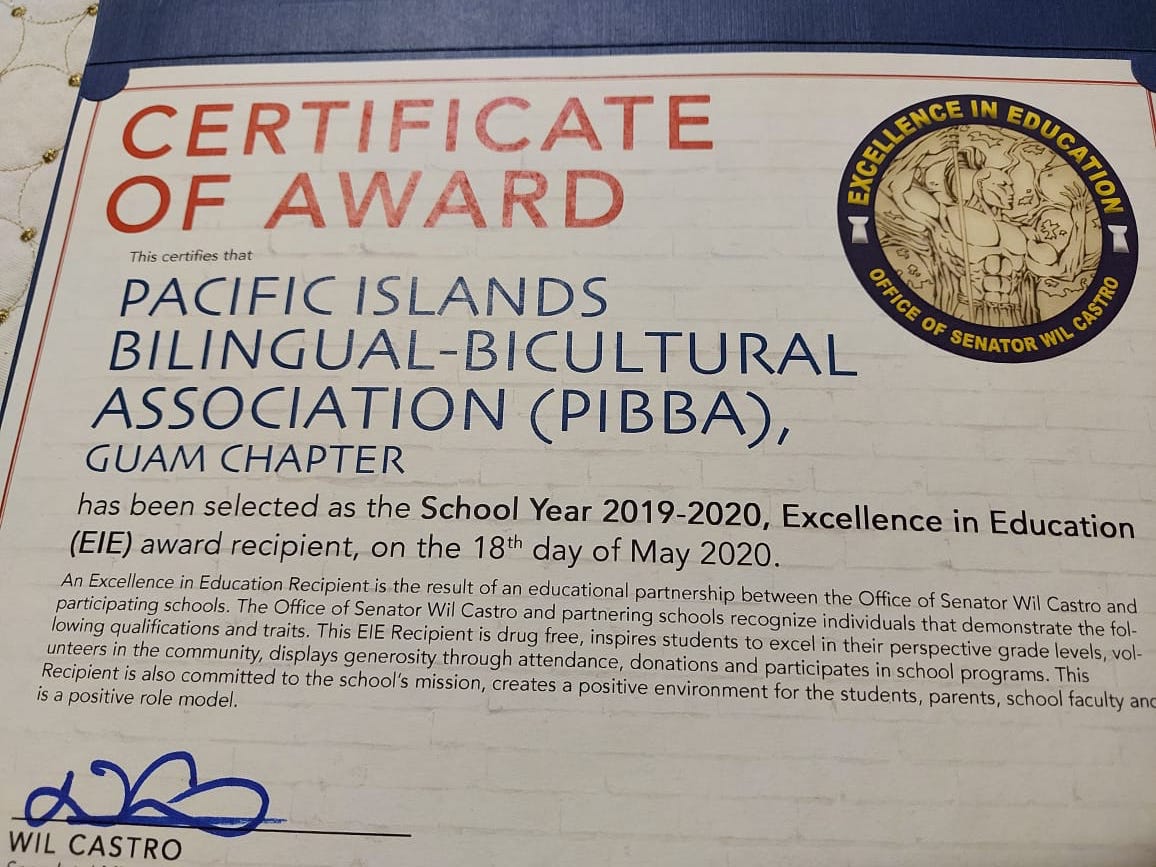 CERTIFICATE
OF AWARD
EXCELLENCE IN EDUCATION
OFFICE OF SENATOR WIL CASTRO
This certifies that
PACIFIC ISLANDS
BILINGUAL-BICULTURAL
ASSOCIATION (PIBBA),
GUAM CHAPTER
has been selected as the School Year 2019-2020, Excellence in Education
(EIE) award recipient, on the 18th day of May 2020.
An Excellence in Education Recipient is the result of an educational partnership between the Office of Senator Wil Castro and
participating schools. The Office of Senator Wil Castro and partnering schools recognize individuals that demonstrate the fol-
lowing qualifications and traits. This EIE Recipient is drug free, inspires students to excel in their perspective grade levels, vol-
unteers in the community, displays generosity through attendance, donations and participates in school programs. This
Recipient is also committed to the school's mission, creates a positive environment for the students, parents, school faculty and
is a positive role model.
WIL CASTRO